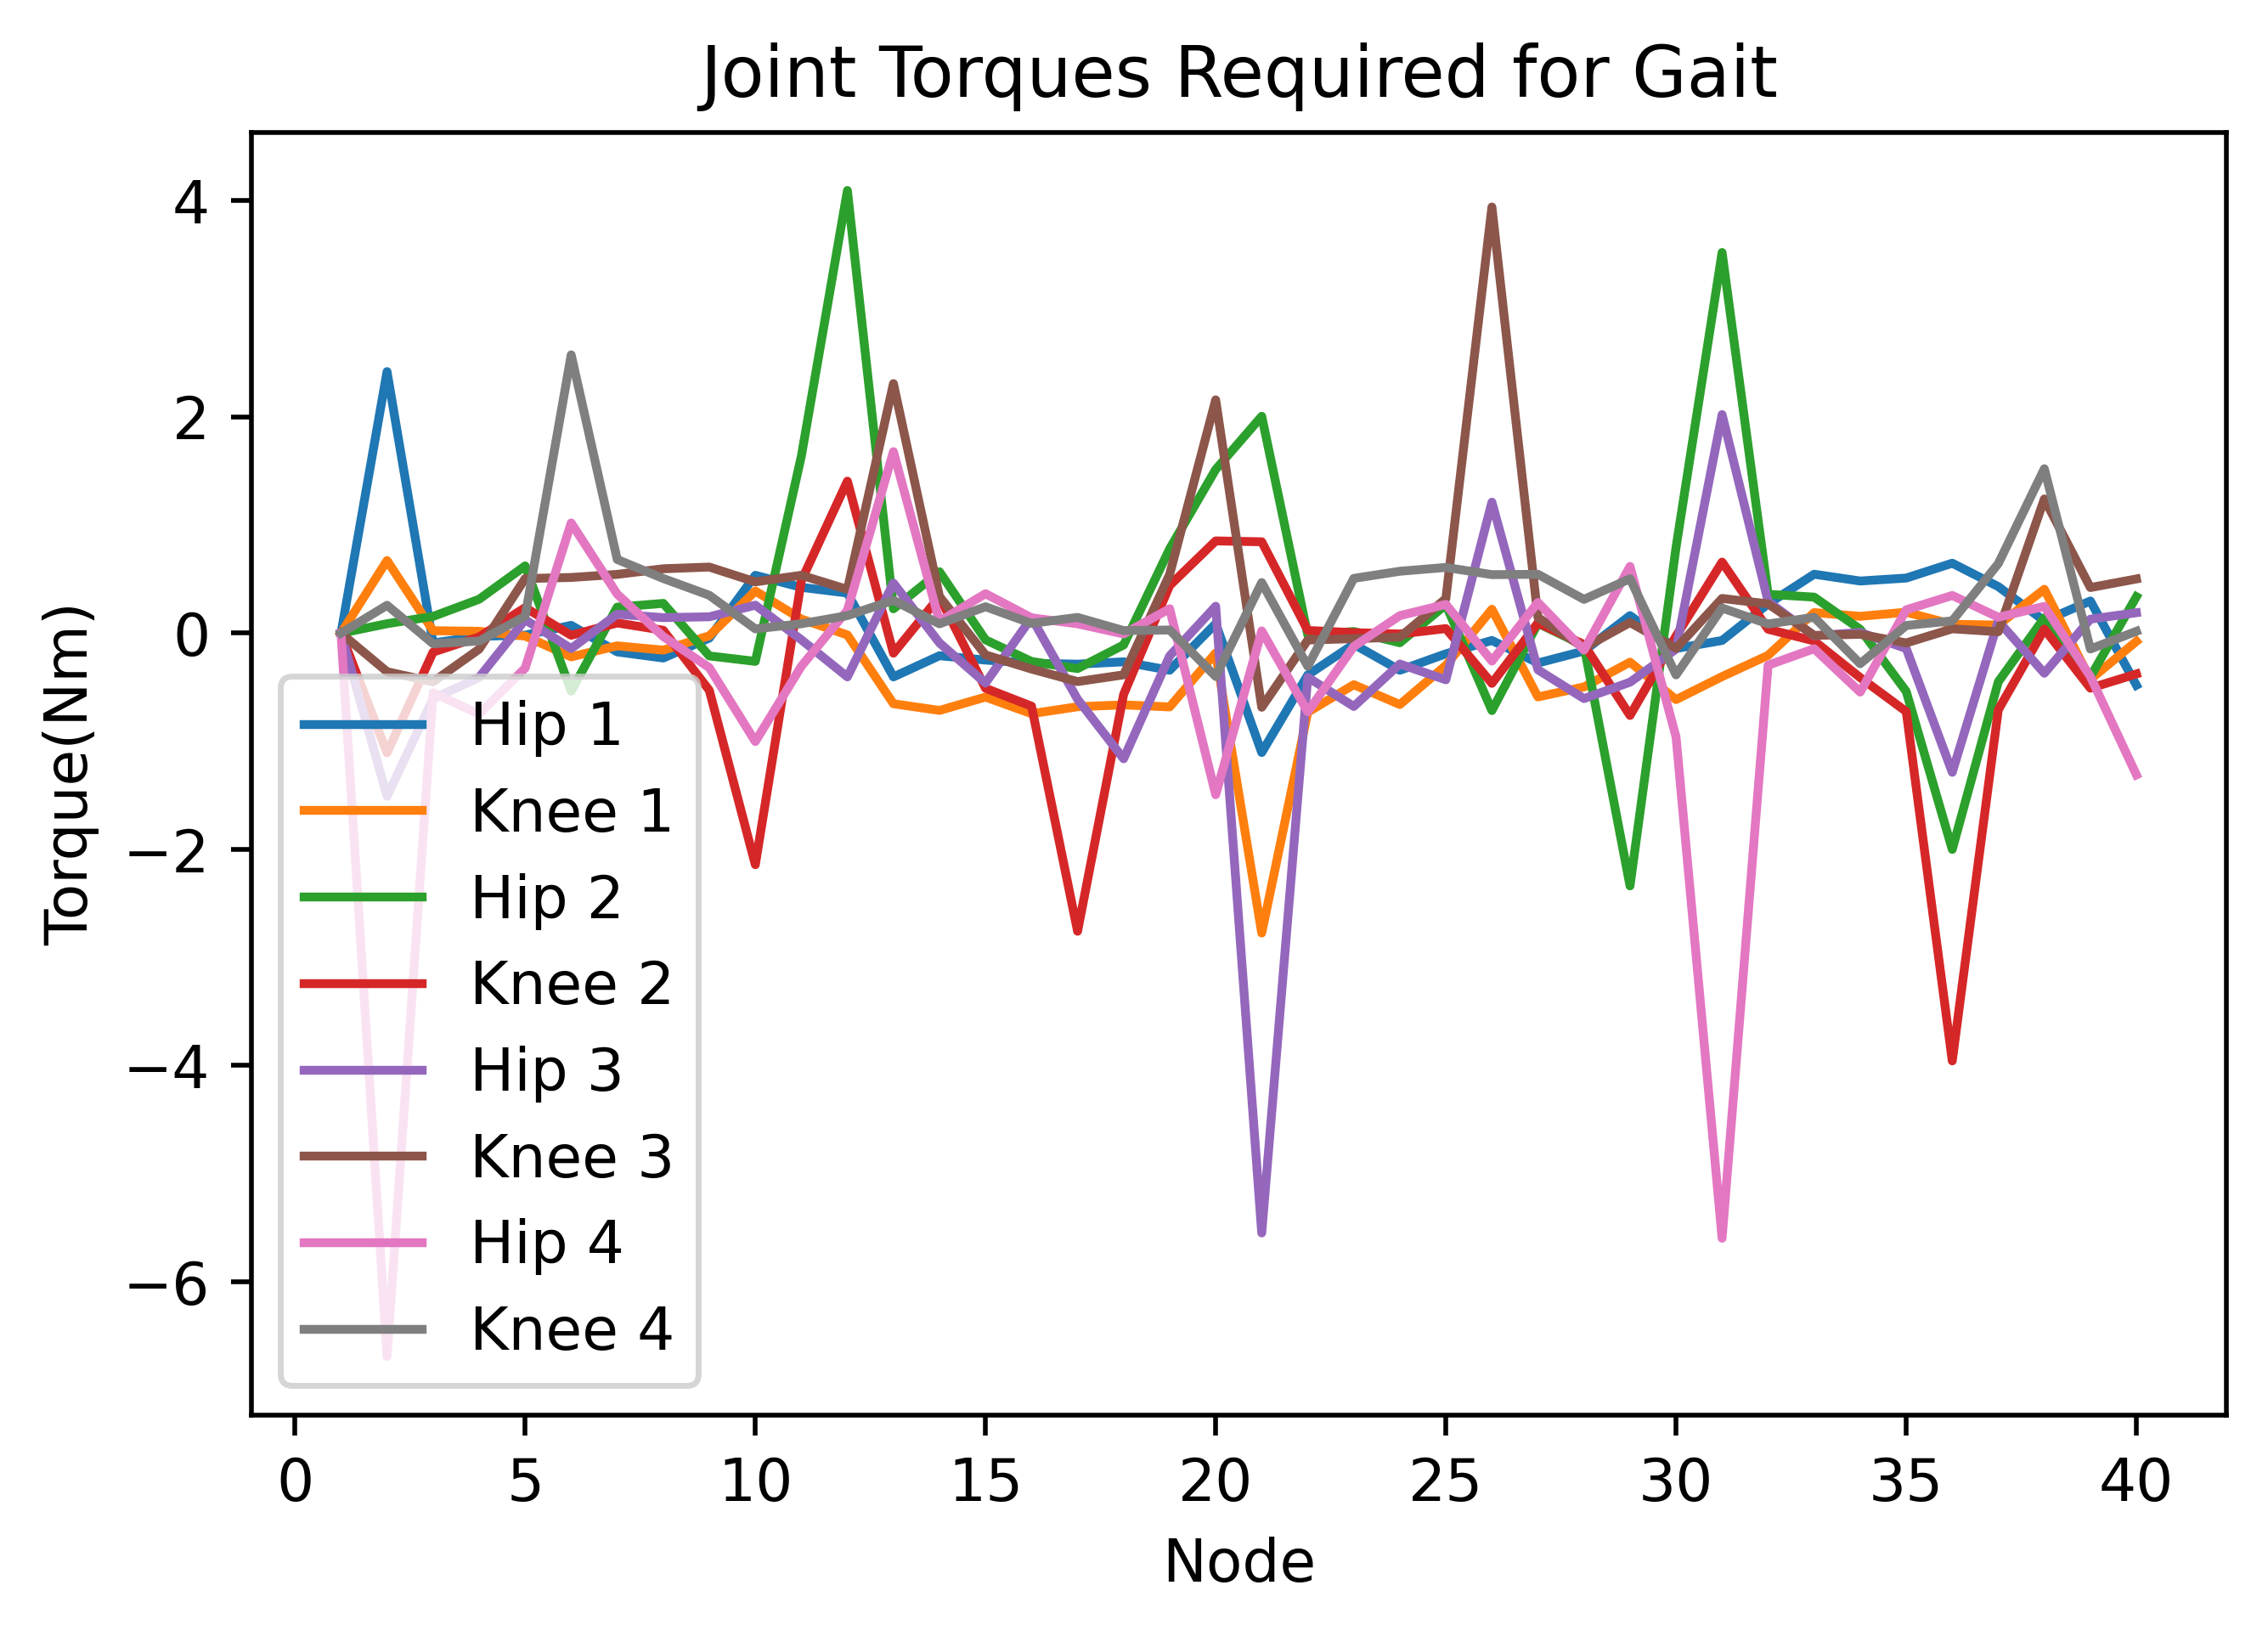 Joint Torques Required for Gait
Torque(Nm)
4
2
0
−2
−4
−6
Hip 1
Knee 1
Hip 2
Knee 2
Hip 3
Knee 3
Hip 4
Knee 4
0 5 10 15 20 25 30 35 40
Node